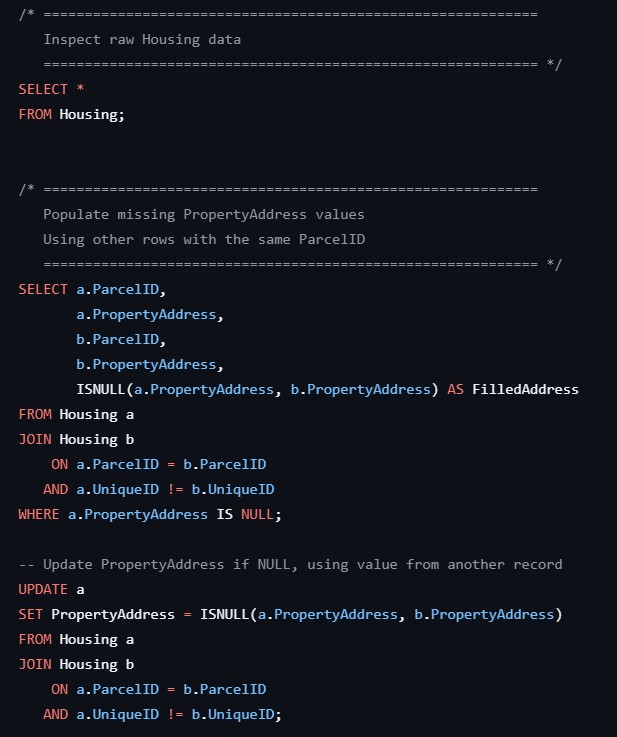 /* ============================================================
   Inspect raw Housing data
   ============================================================ */
SELECT *
FROM Housing;
/* ============================================================
   Populate missing PropertyAddress values
   Using other rows with the same ParcelID
   ============================================================ */
SELECT a.ParcelID,
       a.PropertyAddress,
       b.ParcelID,
       b.PropertyAddress,
       ISNULL(a.PropertyAddress, b.PropertyAddress) AS FilledAddress
FROM Housing a
JOIN Housing b
    ON a.ParcelID = b.ParcelID
   AND a.UniqueID != b.UniqueID
WHERE a.PropertyAddress IS NULL;
-- Update PropertyAddress if NULL, using value from another record
UPDATE a
SET PropertyAddress = ISNULL(a.PropertyAddress, b.PropertyAddress)
FROM Housing a
JOIN Housing b
    ON a.ParcelID = b.ParcelID
   AND a.UniqueID != b.UniqueID;